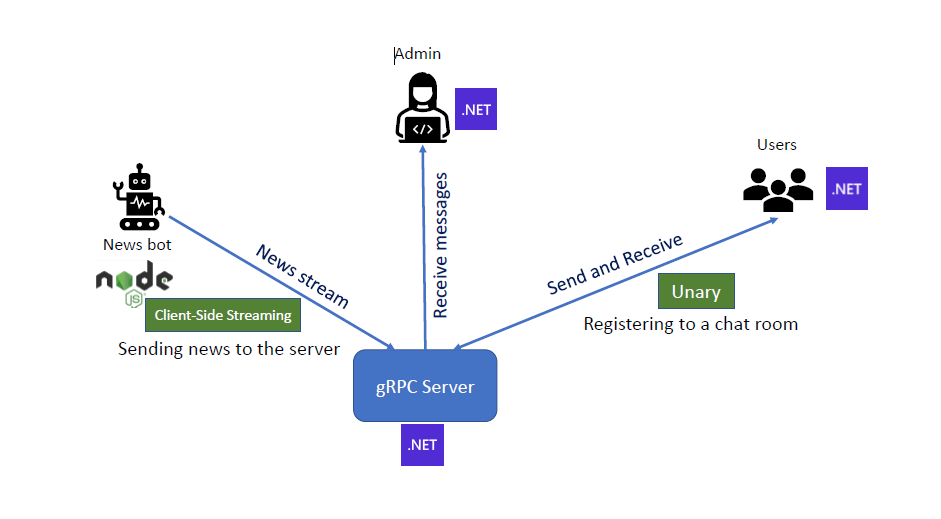 Admin
.NET
Users
.NET
News bot
node
JS
Client-Side Streaming
Sending news to the server
News stream
Receive messages
Send and Receive
Unary
Registering to a chat room
gRPC Server
.NET